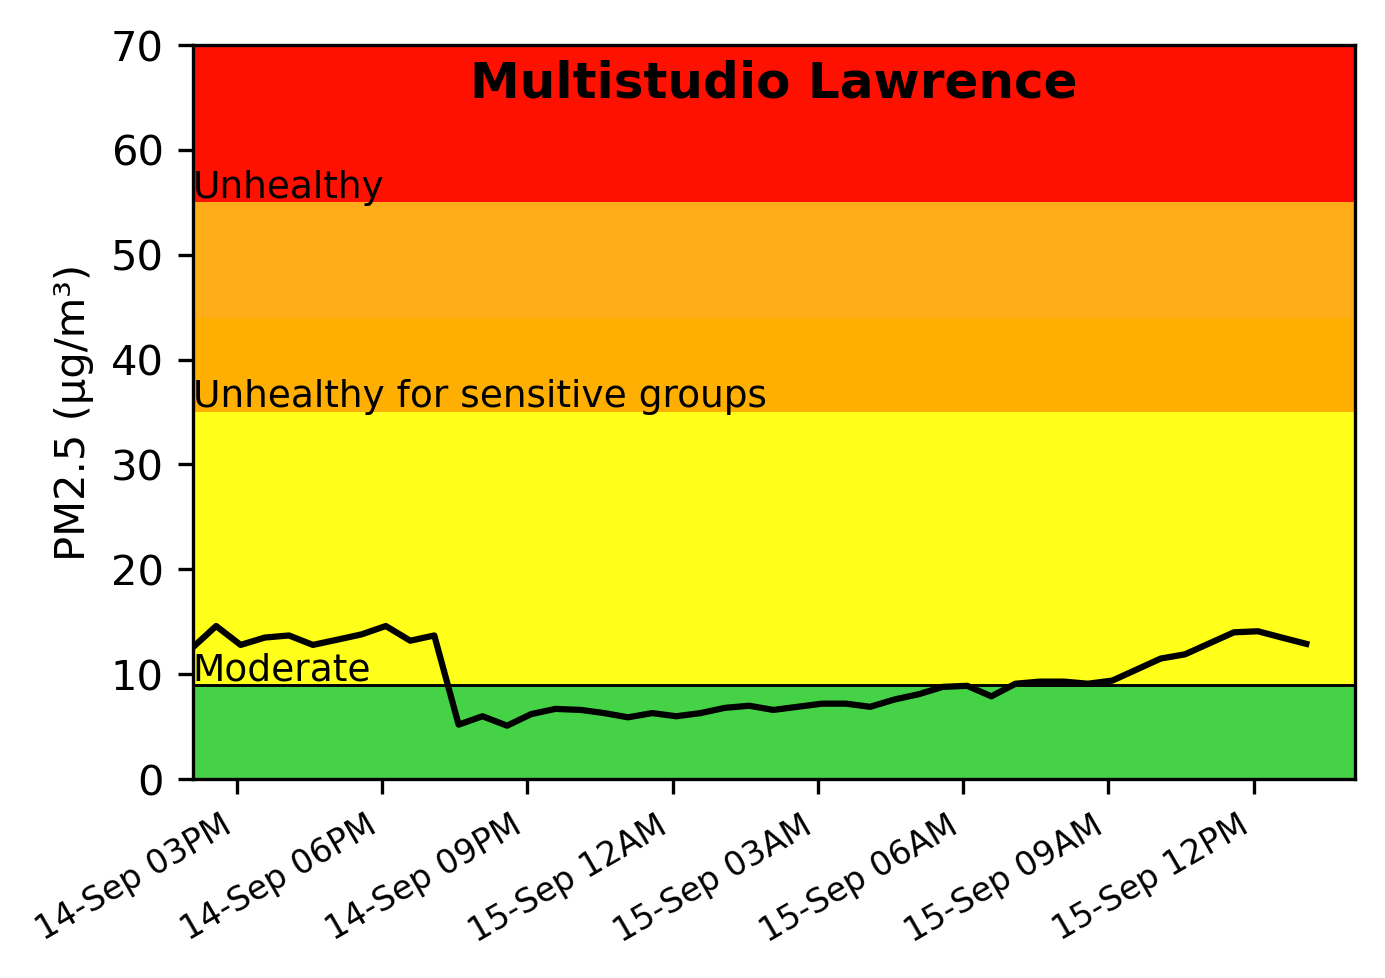 Multistudio Lawrence
PM2.5 (µg/m³)
70
60
50
40
30
20
10
0
Unhealthy
Unhealthy for sensitive groups
Moderate
14-Sep 03PM
14-Sep 06PM
14-Sep 09PM
15-Sep 12AM
15-Sep 03AM
15-Sep 06AM
15-Sep 09AM
15-Sep 12PM